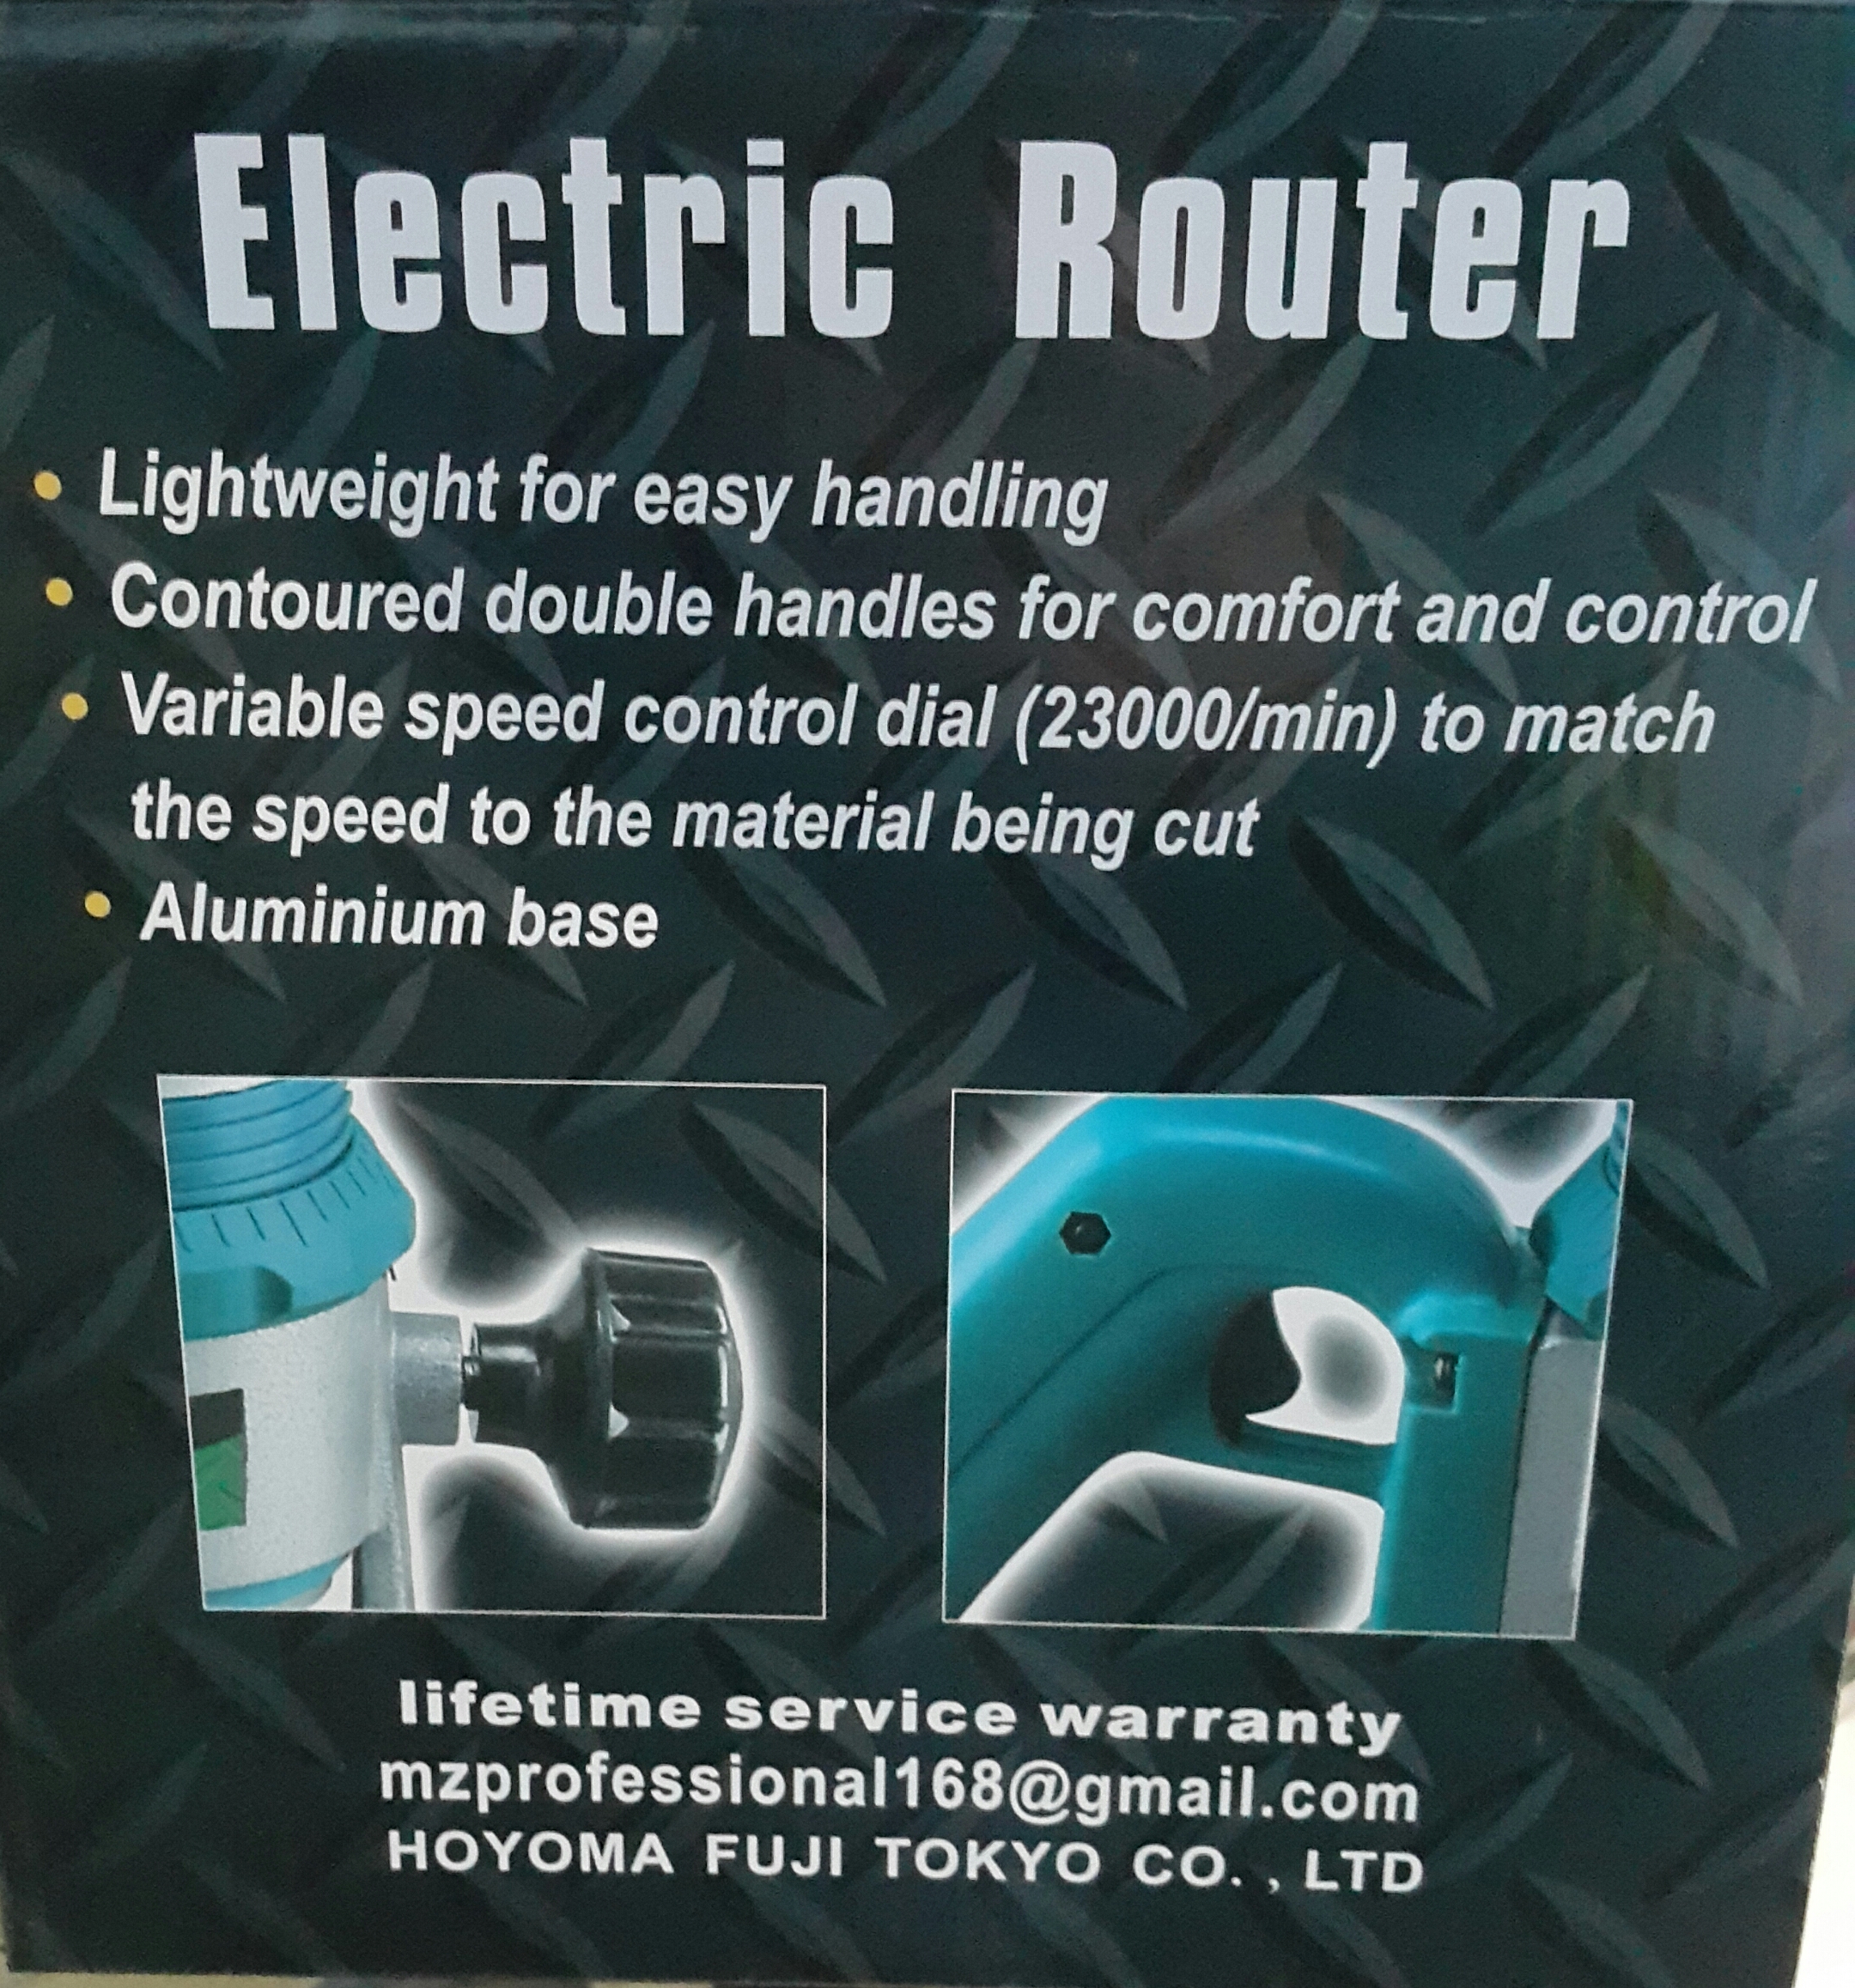 Electric Router
• Lightweight for easy handling
• Contoured double handles for comfort and control
• Variable speed control dial (23000/min) to match
the speed to the material being cut
• Aluminium base
lifetime service warranty
mzprofessional168@gmail.com
HOYOMA FUJI TOKYO CO. , LTD